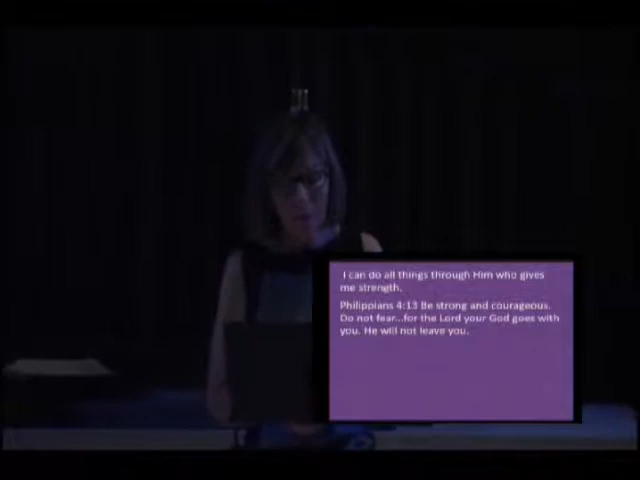 I can do all things through Him who gives
me strength.
Philippians 4:13 Be strong and courageous.
Do not fear...for the Lord your God goes with
you. He will not leave you.